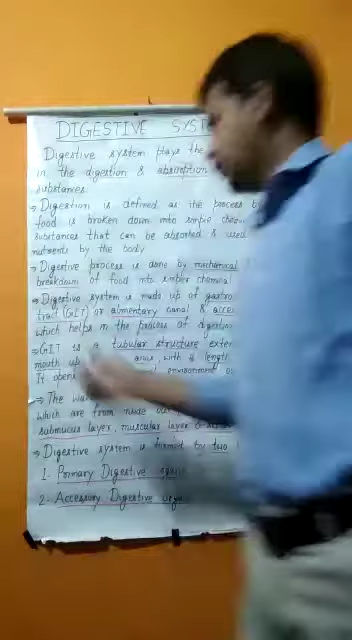 DIGESTIVE SYST
Digestive system plays the
in the digestion & absorption
substances.
⇒ Digestion is defined as the process b
food is broken down into simple chem
substances that can be absorbed & used
nutrients by the body
⇒ Digestive process is done by mechanical
breakdown of food into simpler chemical
⇒ Digestive system is made up of gastro
tract (GIT) or alimentary canal & acces
which helps in the process of digestion
⇒ GIT is a tubular structure exten
mouth up anus, with a length
It opens environment
⇒ The wa
which are from inside out
submucus layer, muscular layer &
⇒ Digestive system is formed by two
1. Primary Digestive organ
2. Accessory Digestive organ